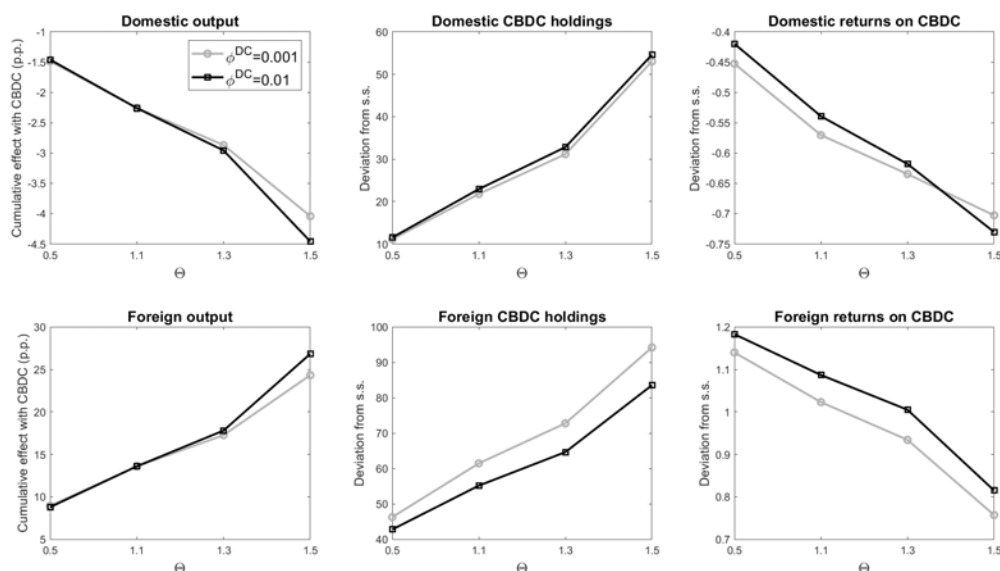 Domestic output
Cumulative effect with CBDC (p.p.)
-1
-1.5
-2
-2.5
-3
-3.5
-4
-4.5
0.5 1.1 1.3 1.5
Θ
ϕ^DC=0.001
ϕ^DC=0.01
Domestic CBDC holdings
Deviation from s.s.
60
50
40
30
20
10
0.5 1.1 1.3 1.5
Θ
Domestic returns on CBDC
Deviation from s.s.
-0.4
-0.45
-0.5
-0.55
-0.6
-0.65
-0.7
-0.75
0.5 1.1 1.3 1.5
Θ
Foreign output
Cumulative effect with CBDC (p.p.)
30
25
20
15
10
5
0.5 1.1 1.3 1.5
Θ
Foreign CBDC holdings
Deviation from s.s.
100
90
80
70
60
50
40
0.5 1.1 1.3 1.5
Θ
Foreign returns on CBDC
Deviation from s.s.
1.2
1.1
1
0.9
0.8
0.7
0.5 1.1 1.3 1.5
Θ